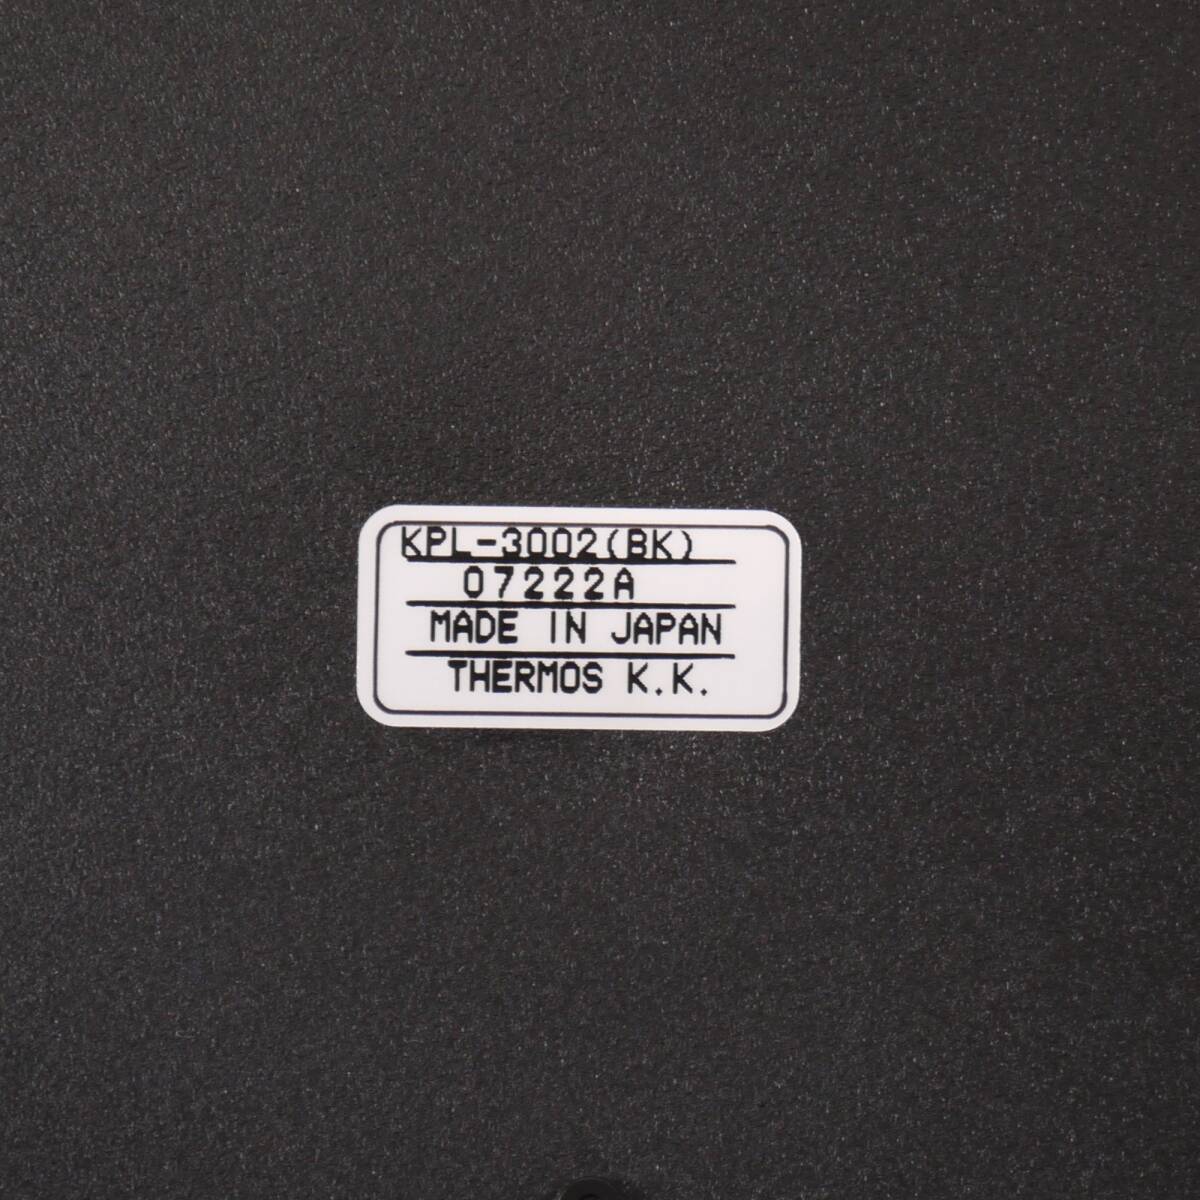 KPL-3002(BK)
07222A
MADE IN JAPAN
THERMOS K.K.